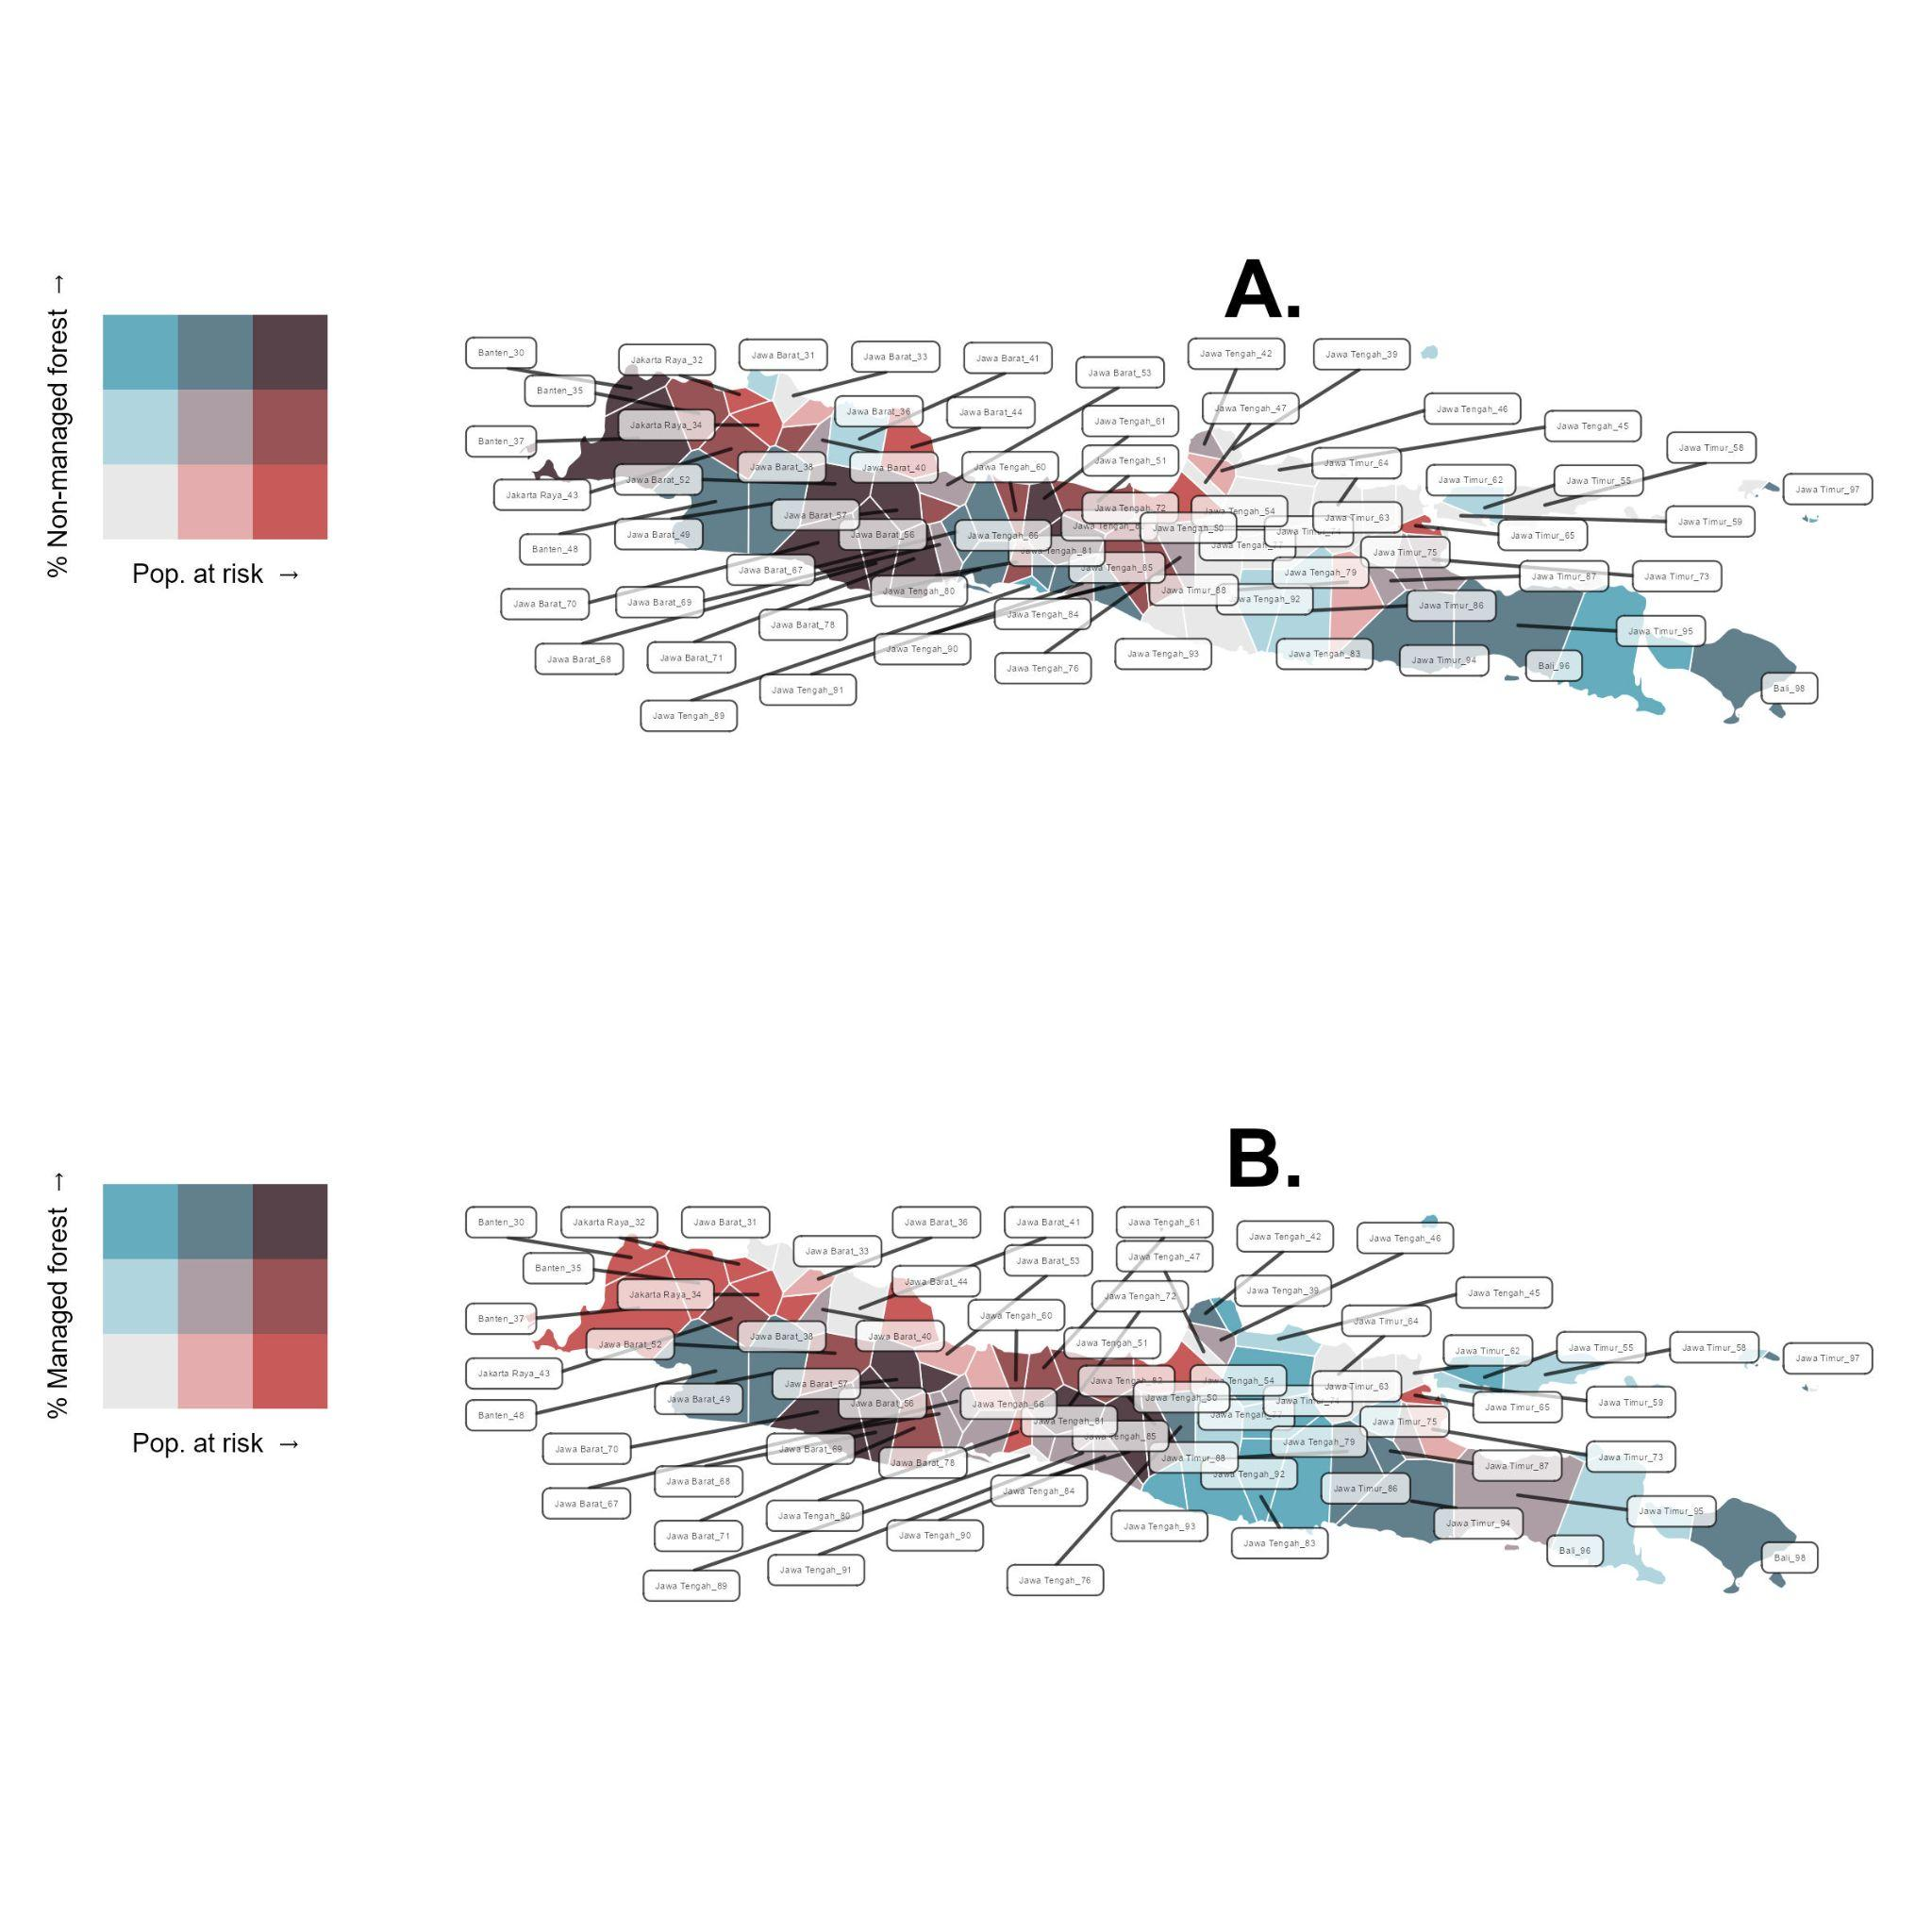 A.
% Non-managed forest →
Pop. at risk →
Banten_30
Jakarta Raya_32
Jawa Barat_31
Jawa Barat_33
Jawa Barat_41
Jawa Barat_53
Jawa Tengah_42
Jawa Tengah_39
Banten_35
Jawa Barat_36
Jawa Barat_44
Jawa Tengah_61
Jawa Tengah_47
Jawa Tengah_46
Jawa Tengah_45
Jakarta Raya_34
Banten_37
Jawa Timur_58
Jawa Barat_38
Jawa Barat_40
Jawa Tengah_60
Jawa Tengah_51
Jawa Timur_64
Jawa Barat_52
Jawa Timur_62
Jawa Timur_55
Jawa Timur_97
Jakarta Raya_43
Jawa Barat_57
Jawa Tengah_72
Jawa Tengah_54
Jawa Timur_63
Jawa Timur_59
Banten_48
Jawa Barat_49
Jawa Barat_56
Jawa Tengah_66
Jawa Tengah_50
Jawa Timur_65
Jawa Tengah_81
Jawa Timur_75
Jawa Barat_67
Jawa Tengah_85
Jawa Tengah_79
Jawa Timur_87
Jawa Timur_73
Jawa Barat_70
Jawa Barat_69
Jawa Tengah_80
Jawa Timur_88
Jawa Tengah_92
Jawa Timur_86
Jawa Barat_78
Jawa Tengah_84
Jawa Timur_95
Jawa Barat_68
Jawa Barat_71
Jawa Tengah_90
Jawa Tengah_76
Jawa Tengah_93
Jawa Tengah_83
Jawa Timur_94
Bali_96
Jawa Tengah_91
Bali_98
Jawa Tengah_89
B.
% Managed forest →
Pop. at risk →
Banten_30
Jakarta Raya_32
Jawa Barat_31
Jawa Barat_36
Jawa Barat_41
Jawa Tengah_61
Jawa Tengah_42
Jawa Tengah_46
Banten_35
Jawa Barat_33
Jawa Barat_53
Jawa Tengah_47
Jakarta Raya_34
Jawa Barat_44
Jawa Tengah_72
Jawa Tengah_39
Jawa Tengah_45
Banten_37
Jawa Tengah_60
Jawa Timur_64
Jawa Barat_52
Jawa Barat_38
Jawa Barat_40
Jawa Tengah_51
Jawa Timur_62
Jawa Timur_55
Jawa Timur_58
Jawa Timur_97
Jakarta Raya_43
Jawa Barat_57
Jawa Tengah_54
Jawa Timur_63
Jawa Barat_49
Jawa Barat_56
Jawa Tengah_66
Jawa Tengah_50
Jawa Timur_65
Jawa Timur_59
Banten_48
Jawa Tengah_81
Jawa Timur_75
Jawa Barat_70
Jawa Barat_69
Jawa Tengah_85
Jawa Tengah_79
Jawa Timur_73
Jawa Barat_68
Jawa Barat_78
Jawa Timur_88
Jawa Tengah_92
Jawa Timur_87
Jawa Barat_67
Jawa Tengah_84
Jawa Timur_86
Jawa Timur_95
Jawa Barat_71
Jawa Tengah_80
Jawa Tengah_90
Jawa Tengah_93
Jawa Timur_94
Jawa Tengah_83
Bali_96
Bali_98
Jawa Tengah_91
Jawa Tengah_89
Jawa Tengah_76